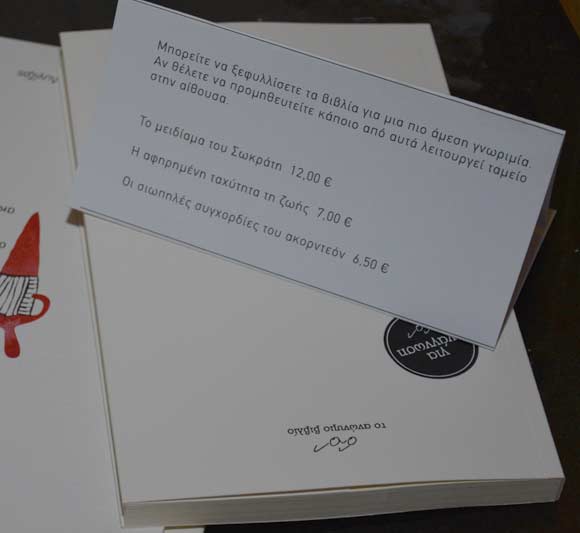 Μπορείτε να ξεφυλλίσετε τα βιβλία για μια πιο άμεση γνωριμία.
Αν θέλετε να προμηθευτείτε κάποιο από αυτά λειτουργεί ταμείο
στην αίθουσα.
Το μειδίαμα του Σωκράτη 12,00 €
Η αφηρημένη ταχύτητα τη ζωής 7,00 €
Οι σιωπηλές συγχορδίες του ακορντεόν 6,50 €
για
ανάγνωση
το ανώνυμο βιβλίο